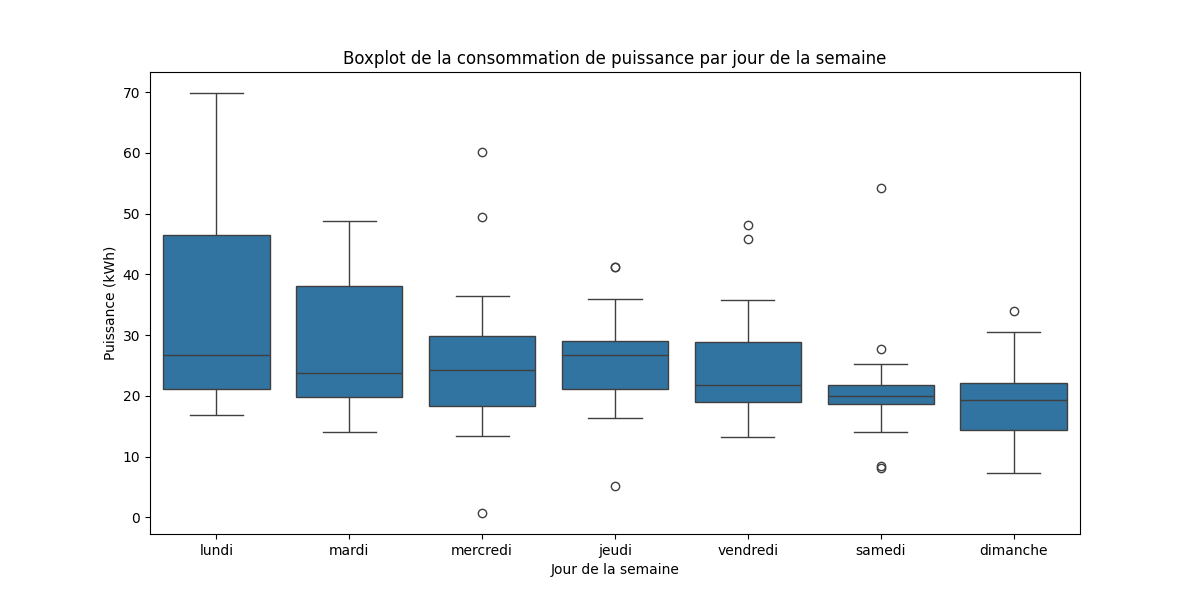 Boxplot de la consommation de puissance par jour de la semaine
Puissance (kWh)
70
60
50
40
30
20
10
0
lundi mardi mercredi jeudi vendredi samedi dimanche
Jour de la semaine